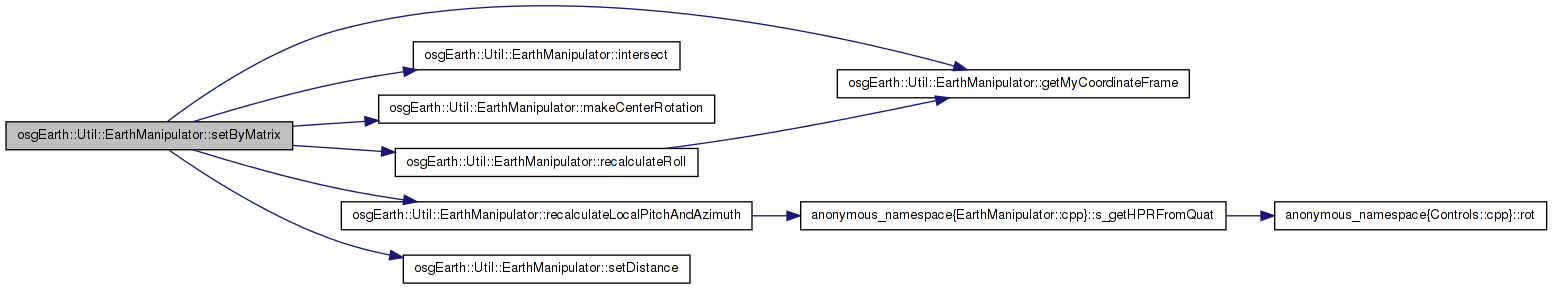 osgEarth::Util::EarthManipulator::setByMatrix
osgEarth::Util::EarthManipulator::intersect
osgEarth::Util::EarthManipulator::getMyCoordinateFrame
osgEarth::Util::EarthManipulator::makeCenterRotation
osgEarth::Util::EarthManipulator::recalculateRoll
osgEarth::Util::EarthManipulator::recalculateLocalPitchAndAzimuth
anonymous_namespace{EarthManipulator::cpp}::s_getHPRFromQuat
anonymous_namespace{Controls::cpp}::rot
osgEarth::Util::EarthManipulator::setDistance